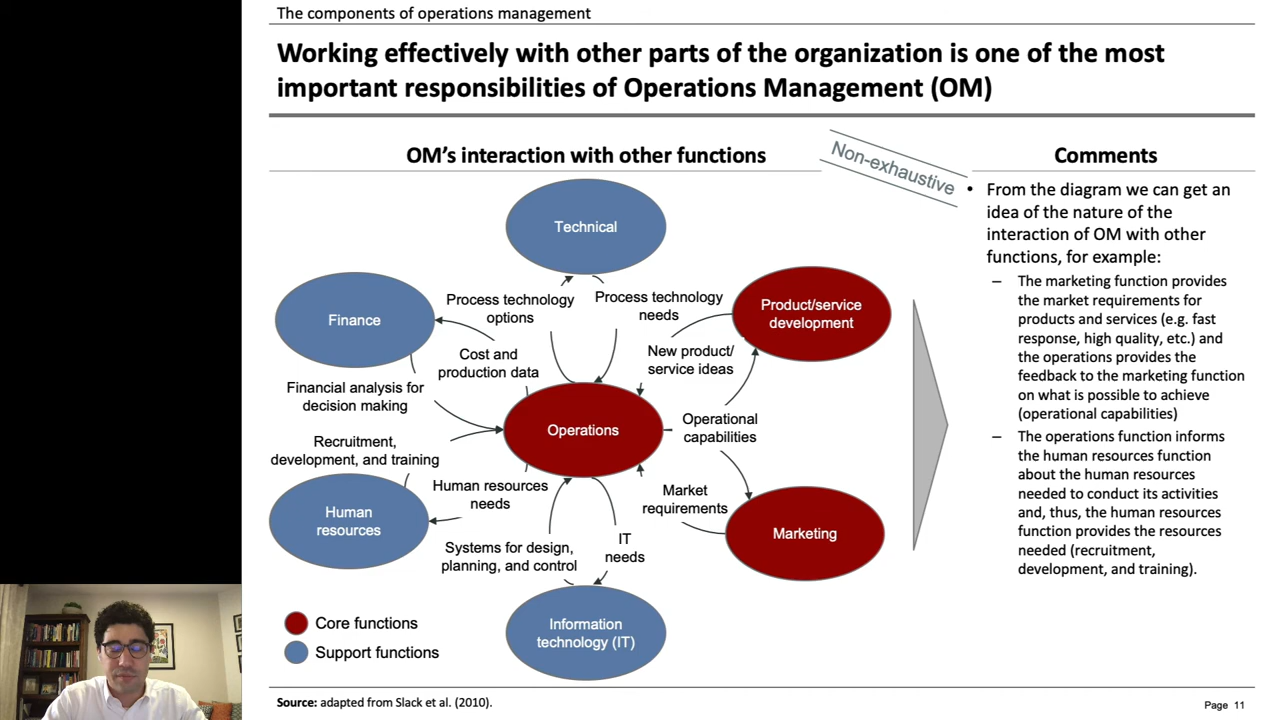 The components of operations management
Working effectively with other parts of the organization is one of the most
important responsibilities of Operations Management (OM)
OM's interaction with other functions
Non-exhaustive
Technical
Process technology
options
Process technology
needs
Product/service
development
Finance
Cost and
production data
New product/
service ideas
Financial analysis for
decision making
Operations
Operational
capabilities
Recruitment,
development, and training
Human resources
needs
Market
requirements
Human
resources
Marketing
Systems for design,
planning, and control
IT
needs
Information
technology (IT)
Core functions
Support functions
Comments
• From the diagram we can get an
idea of the nature of the
interaction of OM with other
functions, for example:
– The marketing function provides
the market requirements for
products and services (e.g. fast
response, high quality, etc.) and
the operations provides the
feedback to the marketing function
on what is possible to achieve
(operational capabilities)
– The operations function informs
the human resources function
about the human resources
needed to conduct its activities
and, thus, the human resources
function provides the resources
needed (recruitment,
development, and training).
Source: adapted from Slack et al. (2010).
Page 11